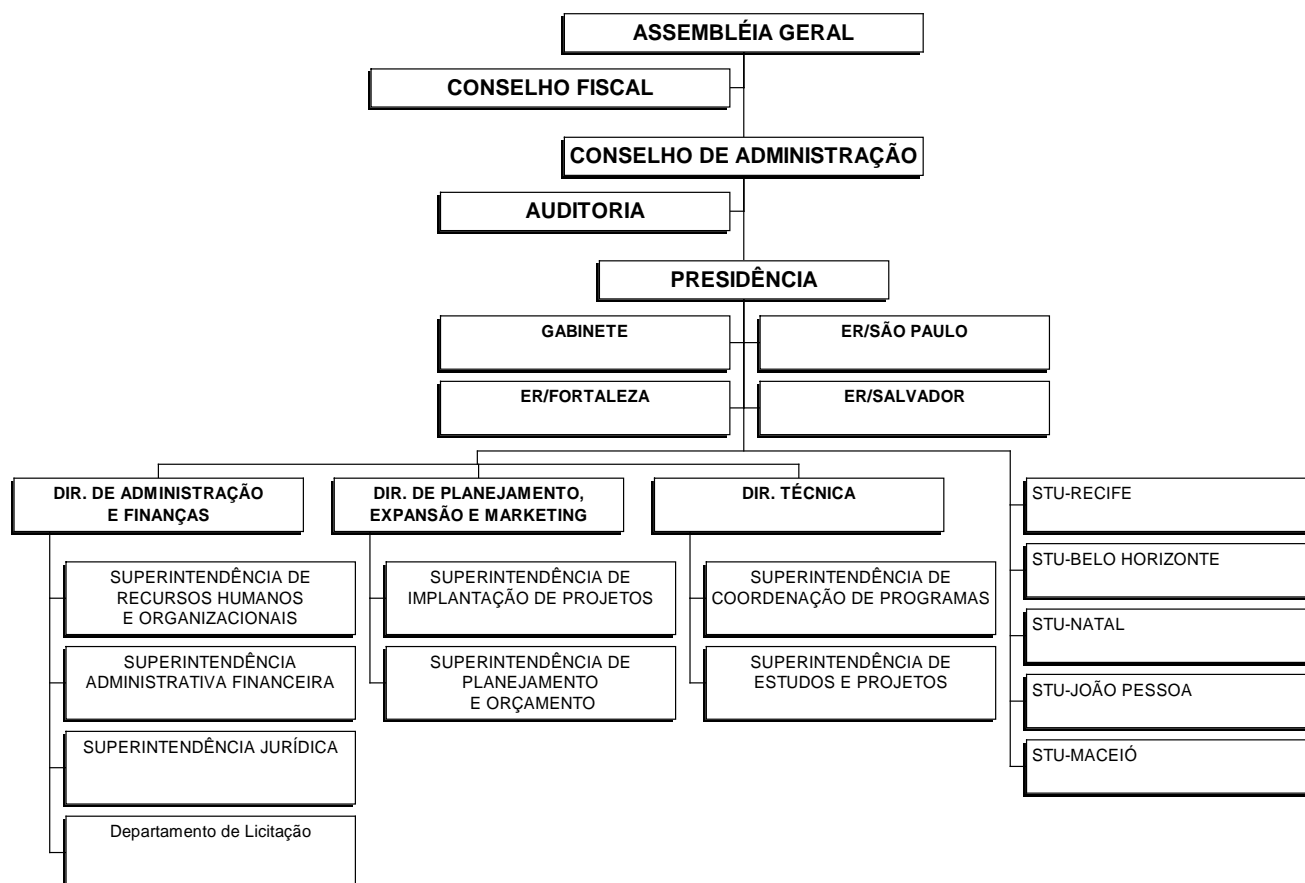 ASSEMBLÉIA GERAL
CONSELHO FISCAL
CONSELHO DE ADMINISTRAÇÃO
AUDITORIA
PRESIDÊNCIA
GABINETE
ER/SÃO PAULO
ER/FORTALEZA
ER/SALVADOR
DIR. DE ADMINISTRAÇÃO
E FINANÇAS
SUPERINTENDÊNCIA DE
RECURSOS HUMANOS
E ORGANIZACIONAIS
SUPERINTENDÊNCIA
ADMINISTRATIVA FINANCEIRA
SUPERINTENDÊNCIA JURÍDICA
Departamento de Licitação
DIR. DE PLANEJAMENTO,
EXPANSÃO E MARKETING
SUPERINTENDÊNCIA DE
IMPLANTAÇÃO DE PROJETOS
SUPERINTENDÊNCIA DE
PLANEJAMENTO
E ORÇAMENTO
DIR. TÉCNICA
SUPERINTENDÊNCIA DE
COORDENAÇÃO DE PROGRAMAS
SUPERINTENDÊNCIA DE
ESTUDOS E PROJETOS
STU-RECIFE
STU-BELO HORIZONTE
STU-NATAL
STU-JOÃO PESSOA
STU-MACEIÓ